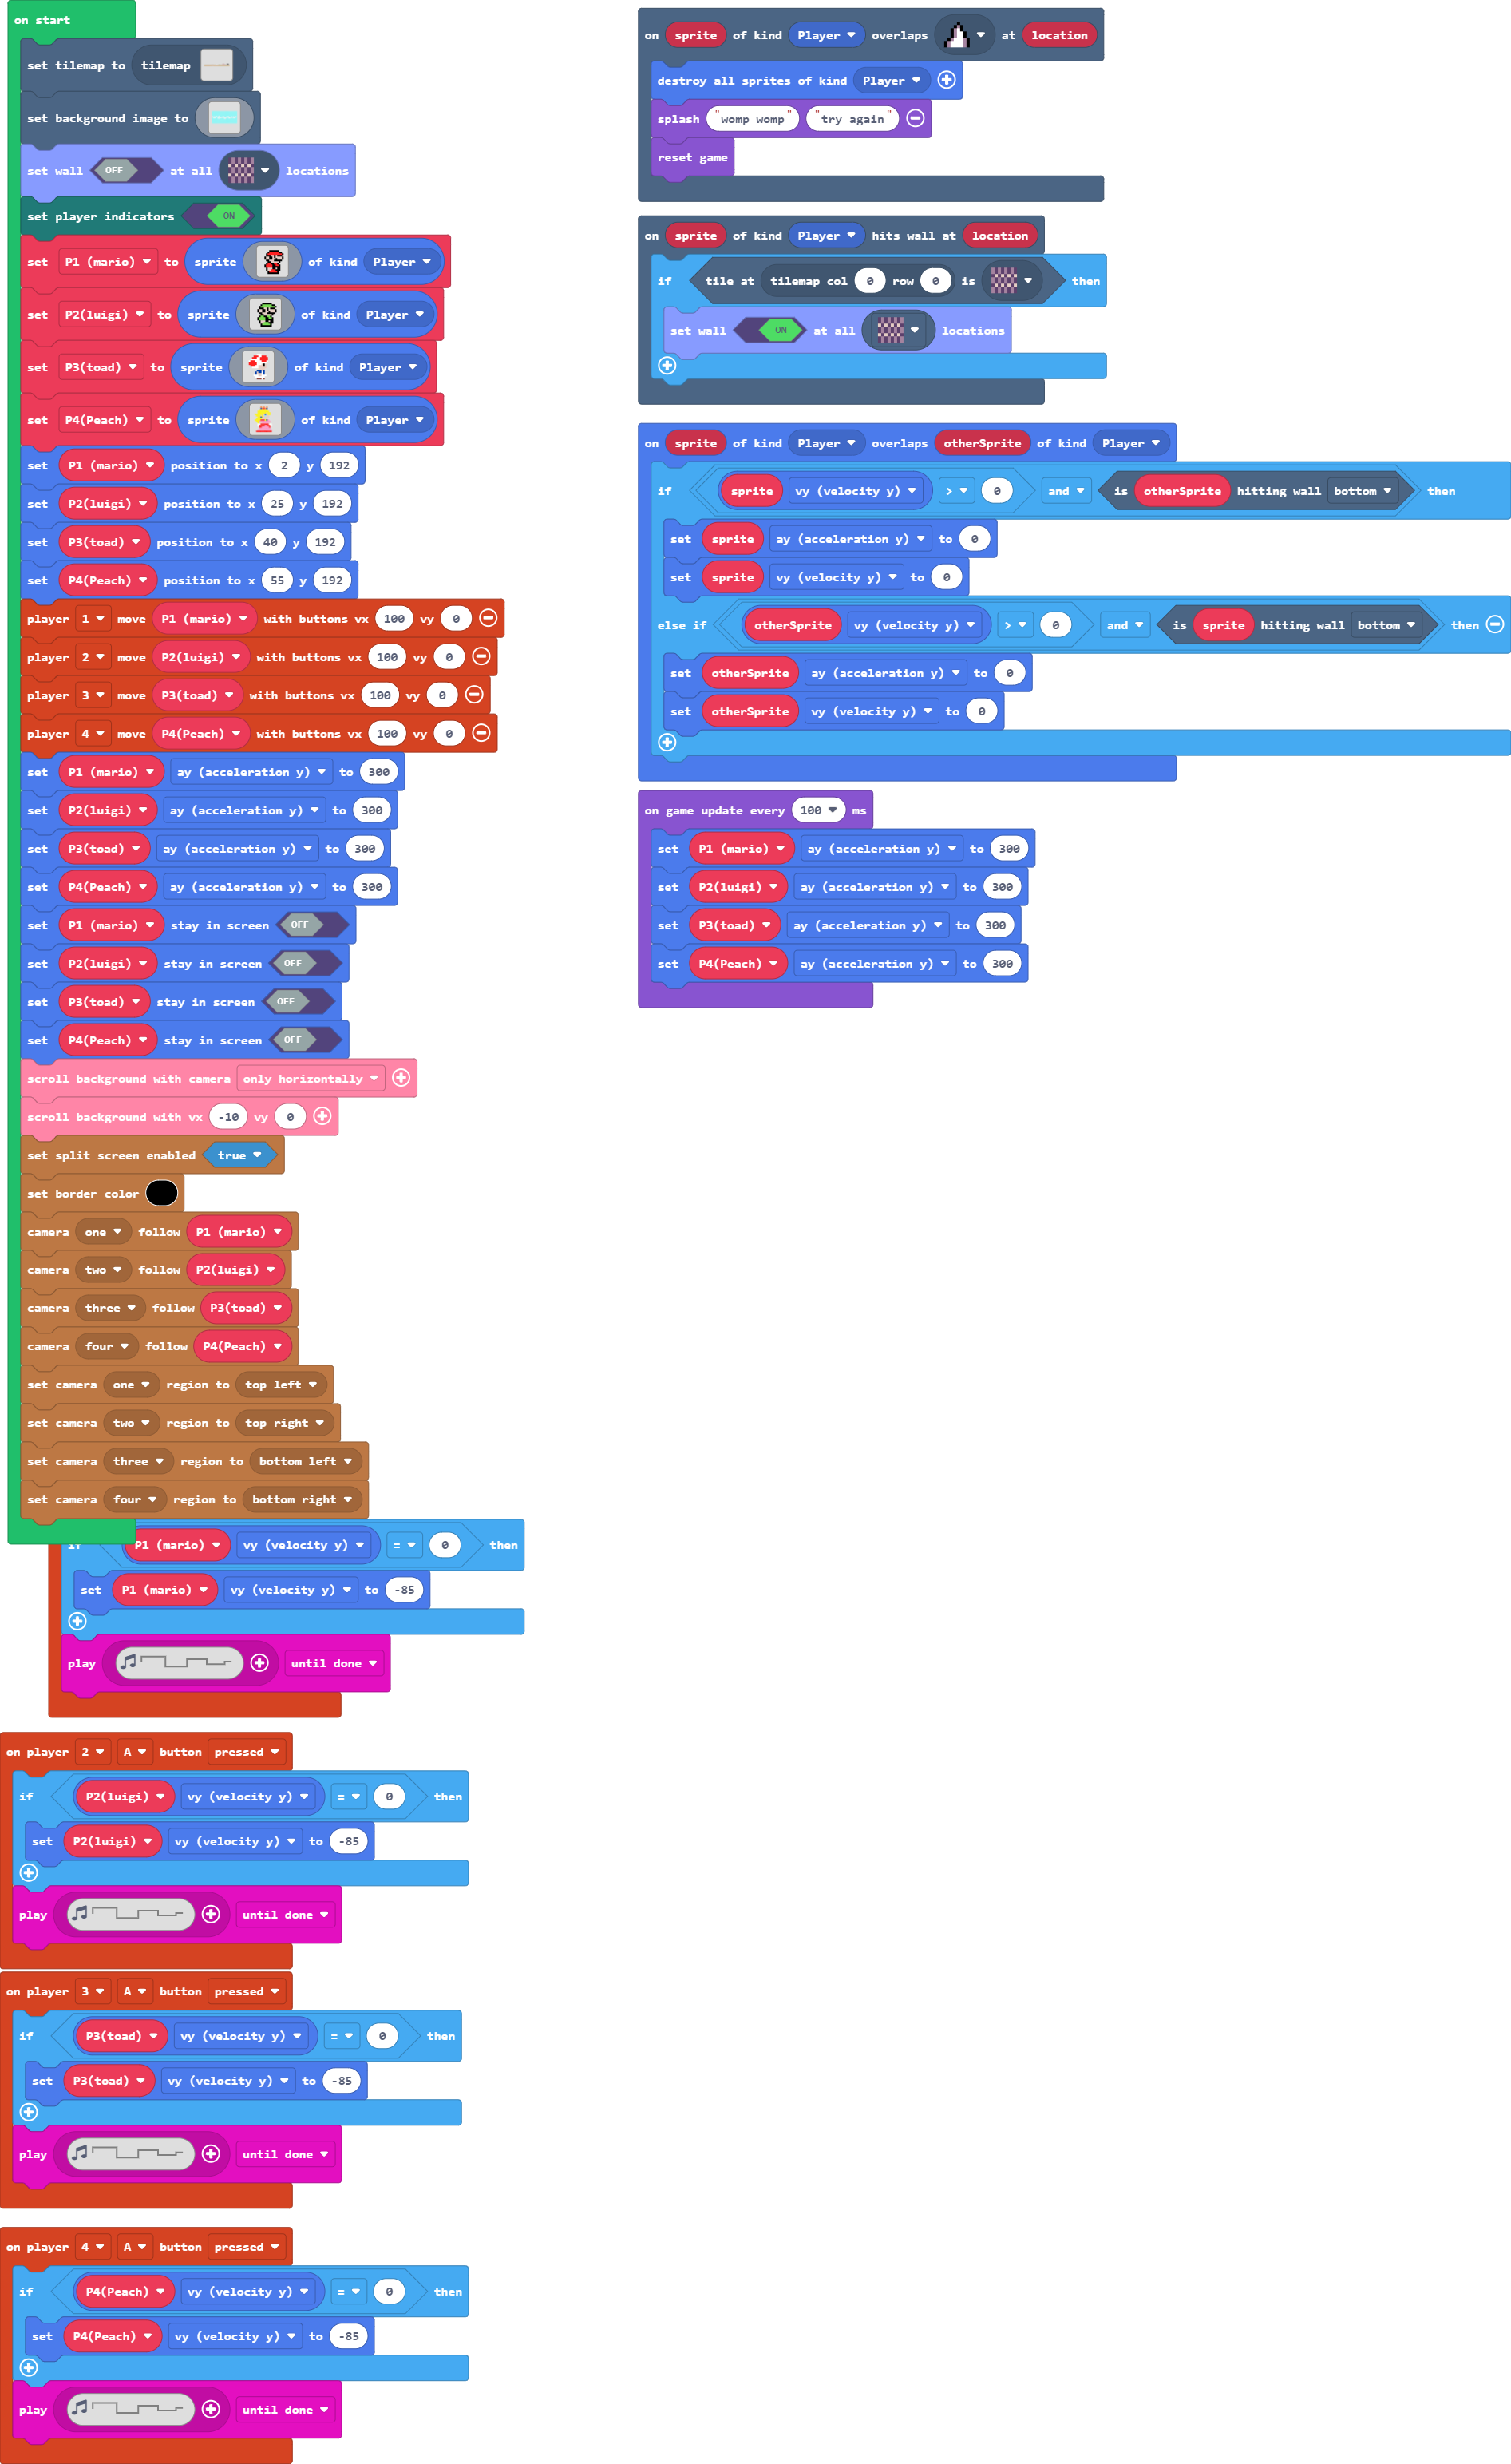 on start
set tilemap to tilemap
set background image to
set wall OFF at all locations
set player indicators ON
set P1 (mario) to sprite of kind Player
set P2(luigi) to sprite of kind Player
set P3(toad) to sprite of kind Player
set P4(Peach) to sprite of kind Player
set P1 (mario) position to x 2 y 192
set P2(luigi) position to x 25 y 192
set P3(toad) position to x 40 y 192
set P4(Peach) position to x 55 y 192
player 1 move P1 (mario) with buttons vx 100 vy 0
player 2 move P2(luigi) with buttons vx 100 vy 0
player 3 move P3(toad) with buttons vx 100 vy 0
player 4 move P4(Peach) with buttons vx 100 vy 0
set P1 (mario) ay (acceleration y) to 300
set P2(luigi) ay (acceleration y) to 300
set P3(toad) ay (acceleration y) to 300
set P4(Peach) ay (acceleration y) to 300
set P1 (mario) stay in screen OFF
set P2(luigi) stay in screen OFF
set P3(toad) stay in screen OFF
set P4(Peach) stay in screen OFF
scroll background with camera only horizontally
scroll background with vx -10 vy 0
set split screen enabled true
set border color
camera one follow P1 (mario)
camera two follow P2(luigi)
camera three follow P3(toad)
camera four follow P4(Peach)
set camera one region to top left
set camera two region to top right
set camera three region to bottom left
set camera four region to bottom right
if P1 (mario) vy (velocity y) = 0 then
set P1 (mario) vy (velocity y) to -85
play until done
on player 2 A button pressed
if P2(luigi) vy (velocity y) = 0 then
set P2(luigi) vy (velocity y) to -85
play until done
on player 3 A button pressed
if P3(toad) vy (velocity y) = 0 then
set P3(toad) vy (velocity y) to -85
play until done
on player 4 A button pressed
if P4(Peach) vy (velocity y) = 0 then
set P4(Peach) vy (velocity y) to -85
play until done
on sprite of kind Player overlaps at location
destroy all sprites of kind Player
splash "womp womp" "try again"
reset game
on sprite of kind Player hits wall at location
if tile at tilemap col 0 row 0 is then
set wall ON at all locations
on sprite of kind Player overlaps otherSprite of kind Player
if sprite vy (velocity y) > 0 and is otherSprite hitting wall bottom then
set sprite ay (acceleration y) to 0
set sprite vy (velocity y) to 0
else if otherSprite vy (velocity y) > 0 and is sprite hitting wall bottom then
set otherSprite ay (acceleration y) to 0
set otherSprite vy (velocity y) to 0
on game update every 100 ms
set P1 (mario) ay (acceleration y) to 300
set P2(luigi) ay (acceleration y) to 300
set P3(toad) ay (acceleration y) to 300
set P4(Peach) ay (acceleration y) to 300